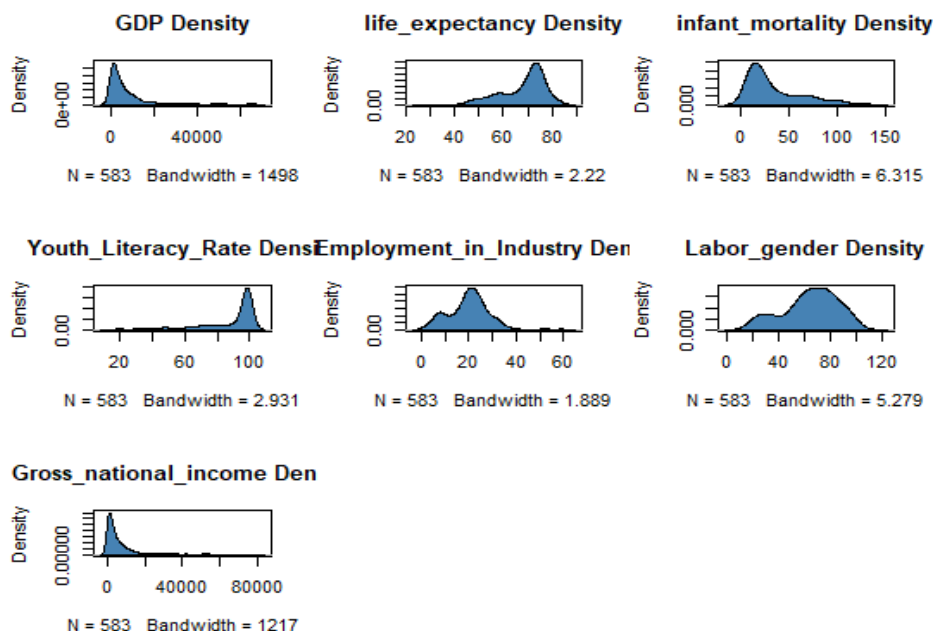 GDP Density
Density
0e+00
0 40000
N = 583 Bandwidth = 1498
life_expectancy Density
Density
0.00
20 40 60 80
N = 583 Bandwidth = 2.22
infant_mortality Density
Density
0.000
0 50 100 150
N = 583 Bandwidth = 6.315
Youth_Literacy_Rate Densi
Density
0.00
20 60 100
N = 583 Bandwidth = 2.931
Employment_in_Industry Den
Density
0.00
0 20 40 60
N = 583 Bandwidth = 1.889
Labor_gender Density
Density
0.000
0 40 80 120
N = 583 Bandwidth = 5.279
Gross_national_income Den
Density
0.00000
0 40000 80000
N = 583 Bandwidth = 1217